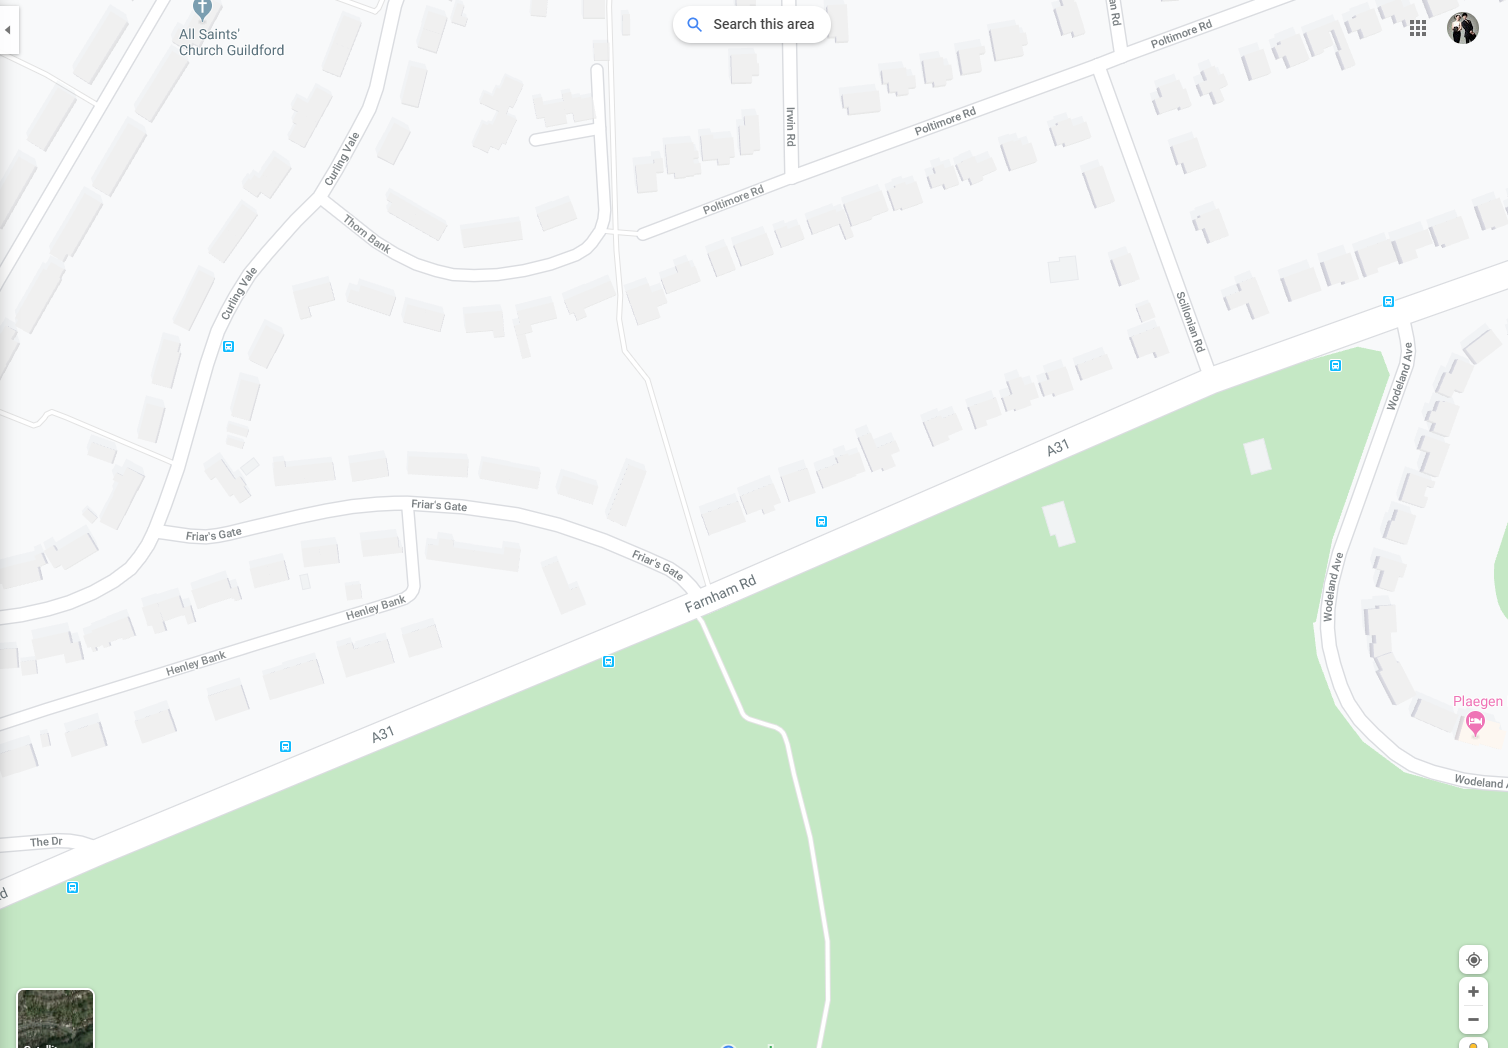 All Saints'
Church Guildford
Search this area
Poltimore Rd
Irwin Rd
Poltimore Rd
Curling Vale
Poltimore Rd
Thorn Bank
Curling Vale
Scillonian Rd
Wodeland Ave
A31
Friar's Gate
Friar's Gate
Friar's Gate
Wodeland Ave
Farnham Rd
Henley Bank
Henley Bank
Plaegen
A31
Wodeland
The Dr